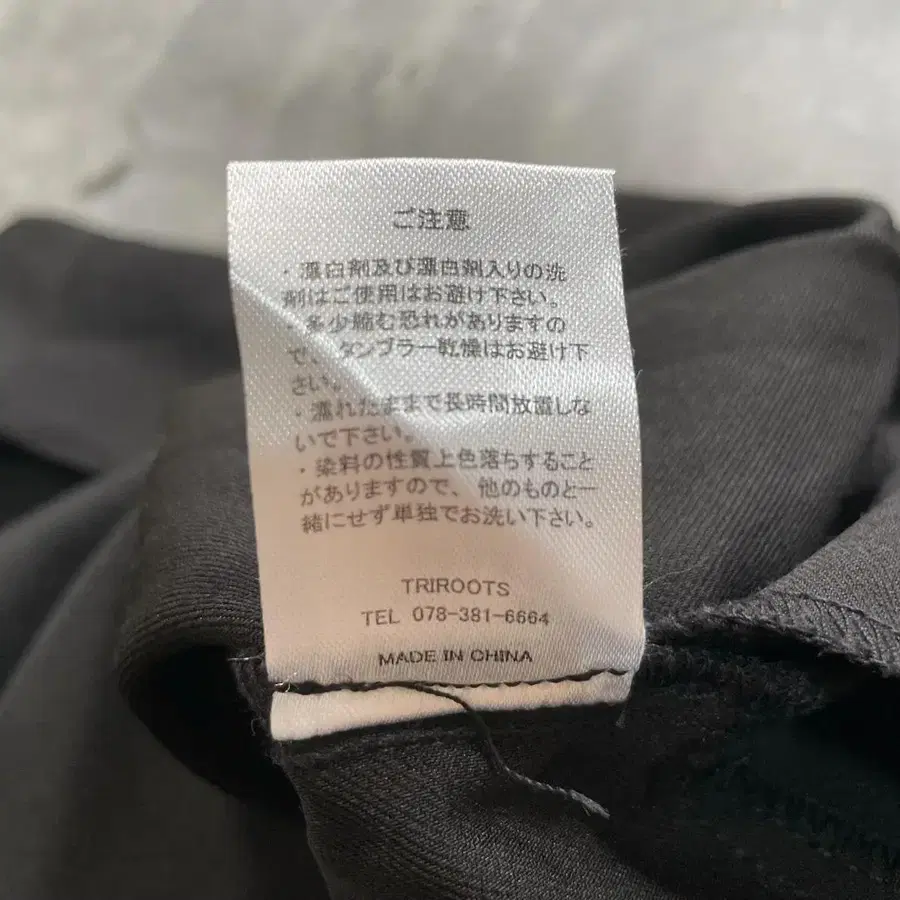 ご注意
・漂白剤及び漂白剤入りの洗
剤はご使用はお避け下さい。
・多少縮む恐れがありますの
で、タンブラー乾燥はお避け下
さい。
・濡れたままで長時間放置しな
いで下さい。
・染料の性質上色落ちすること
がありますので、他のものと一
緒にせず単独でお洗い下さい。
TRIROOTS
TEL 078-381-6664
MADE IN CHINA